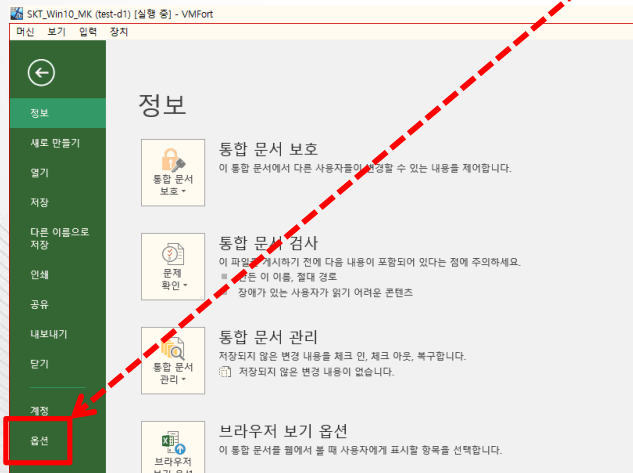 SKT_Win10_MK (test-d1) [실행 중] - VMFort
머신 보기 입력 장치
정보
새로 만들기
열기
저장
다른 이름으로
저장
인쇄
공유
내보내기
닫기
계정
옵션
정보
통합 문서
보호
통합 문서 보호
이 통합 문서에서 다른 사용자들이 변경할 수 있는 내용을 제어합니다.
문제
확인
통합 문서 검사
이 파일을 게시하기 전에 다음 내용이 포함되어 있다는 점에 주의하세요.
이 이름, 절대 경로
장애가 있는 사용자가 읽기 어려운 콘텐츠
통합 문서
관리
통합 문서 관리
저장되지 않은 변경 내용을 체크 인, 체크 아웃, 복구합니다.
저장되지 않은 변경 내용이 없습니다.
브라우저
보기 옵션
브라우저 보기 옵션
이 통합 문서를 웹에서 볼 때 사용자에게 표시할 항목을 선택합니다.